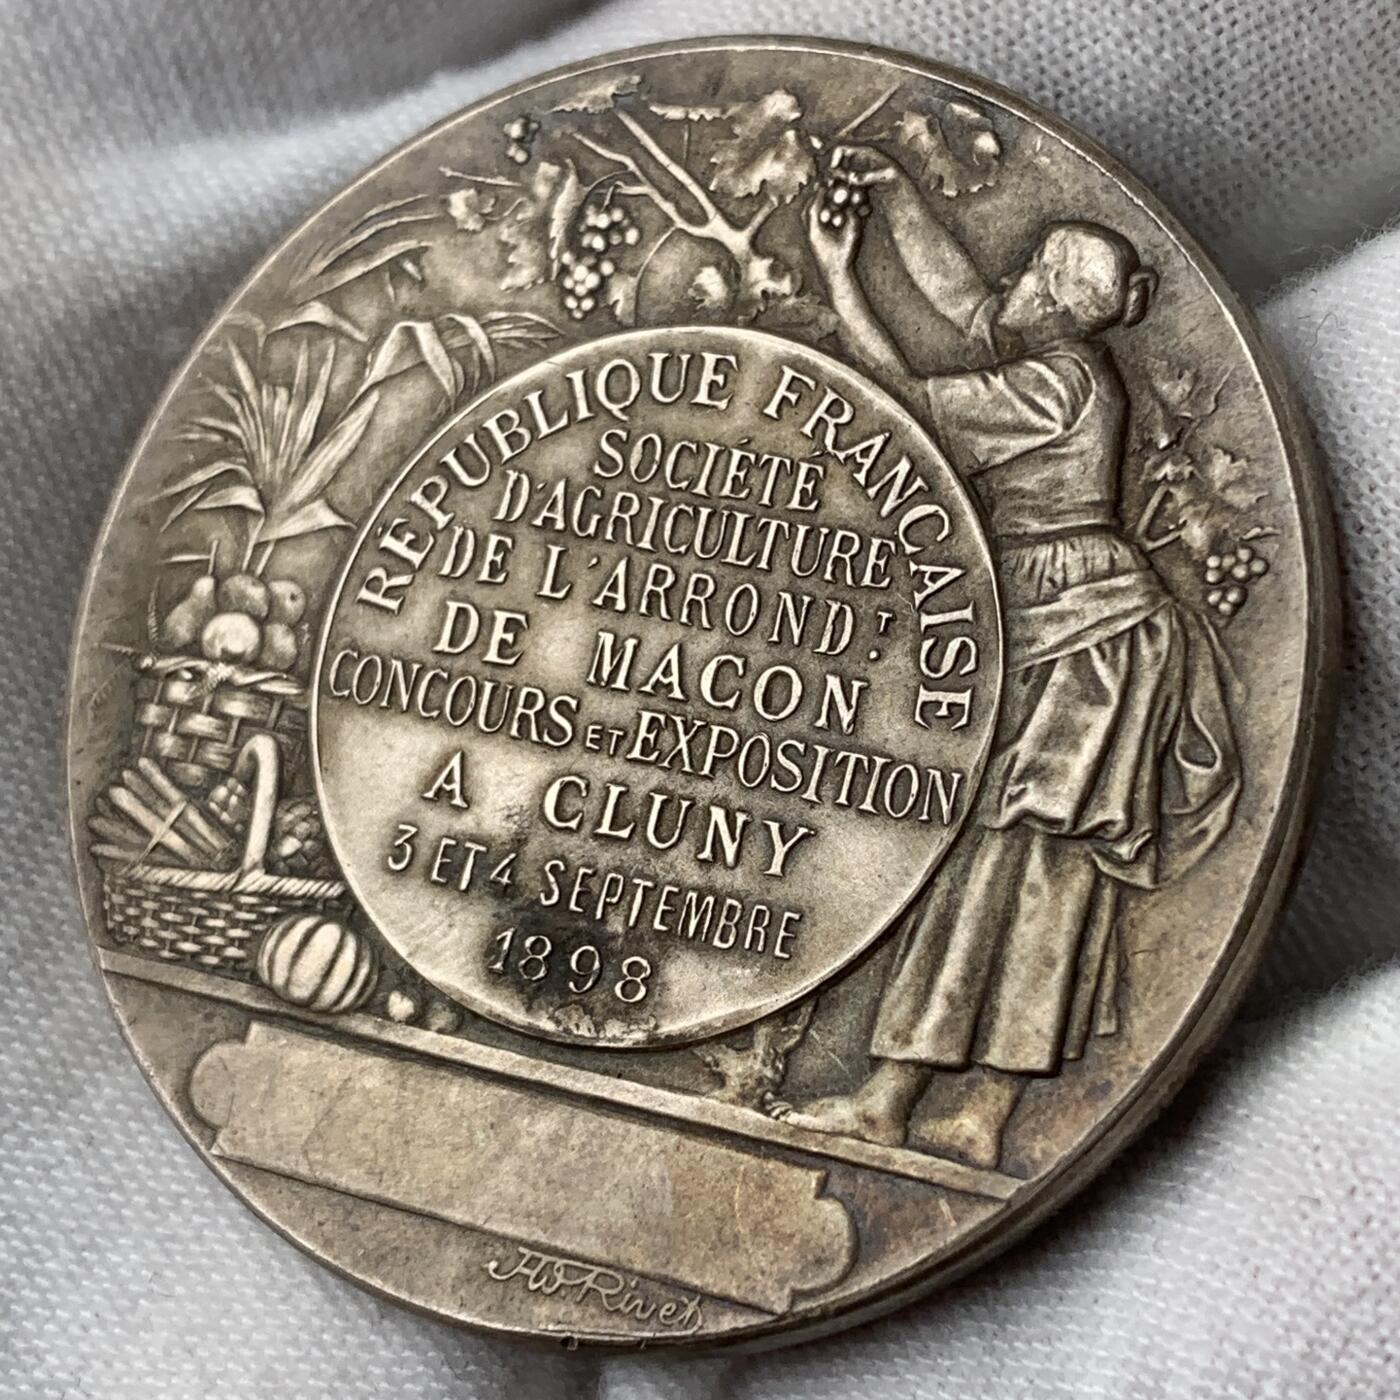 RÉPUBLIQUE FRANÇAISE
SOCIÉTÉ
D'AGRICULTURE
DE L'ARROND.T
DE MACON
CONCOURS ET EXPOSITION
A CLUNY
3 ET 4 SEPTEMBRE
1898
Rivet